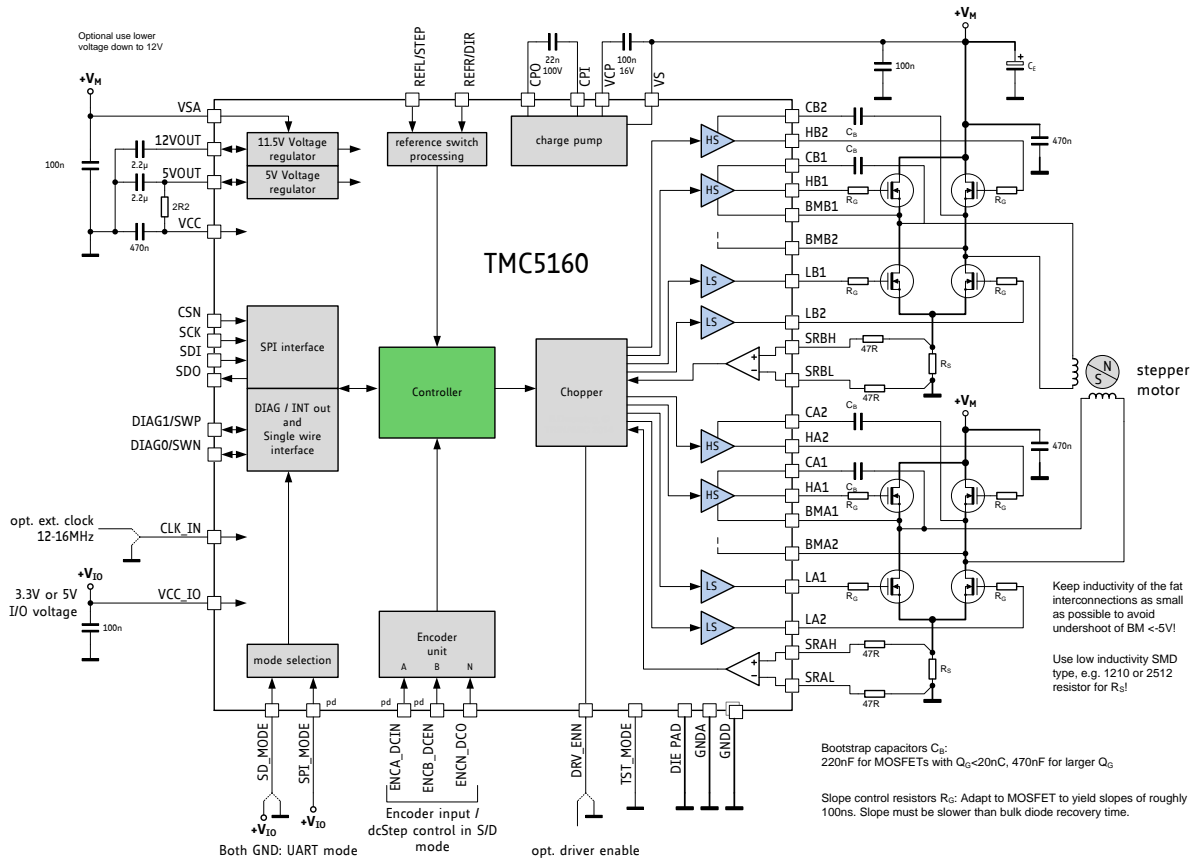 +VM
Optional use lower
voltage down to 12V
+VM
VSA
100n
12VOUT
2.2µ
5VOUT
2.2µ
2R2
VCC
470n
11.5V Voltage
regulator
5V Voltage
regulator
REFL/STEP
REFR/DIR
reference switch
processing
CPO
22n
100V
CPI
VCP
100n
16V
VS
charge pump
100n
+
CE
470n
TMC5160
HS
HS
LS
LS
CB2
CB
HB2
CB1
CB
HB1
RG
RG
BMB1
BMB2
LB1
RG
RG
LB2
SRBH
47R
RS
SRBL
47R
+
−
N
S
stepper
motor
CSN
SCK
SDI
SDO
SPI interface
DIAG1/SWP
DIAG0/SWN
DIAG / INT out
and
Single wire
interface
Controller
Chopper
+VM
470n
HS
HS
LS
LS
CA2
CB
HA2
CA1
CB
HA1
RG
RG
BMA1
BMA2
LA1
RG
RG
LA2
SRAH
47R
RS
SRAL
47R
+
−
opt. ext. clock
12-16MHz
CLK_IN
+VIO
3.3V or 5V
I/O voltage
VCC_IO
100n
mode selection
Encoder
unit
A
B
N
pd
pd
pd
SD_MODE
SPI_MODE
ENCA_DCIN
ENCB_DCEN
ENCN_DCO
DRV_ENN
TST_MODE
DIE PAD
GNDA
GNDD
+VIO
+VIO
Both GND: UART mode
Encoder input /
dcStep control in S/D
mode
opt. driver enable
Keep inductivity of the fat
interconnections as small
as possible to avoid
undershoot of BM <-5V!
Use low inductivity SMD
type, e.g. 1210 or 2512
resistor for RS!
Bootstrap capacitors CB:
220nF for MOSFETs with QG<20nC, 470nF for larger QG
Slope control resistors RG: Adapt to MOSFET to yield slopes of roughly
100ns. Slope must be slower than bulk diode recovery time.